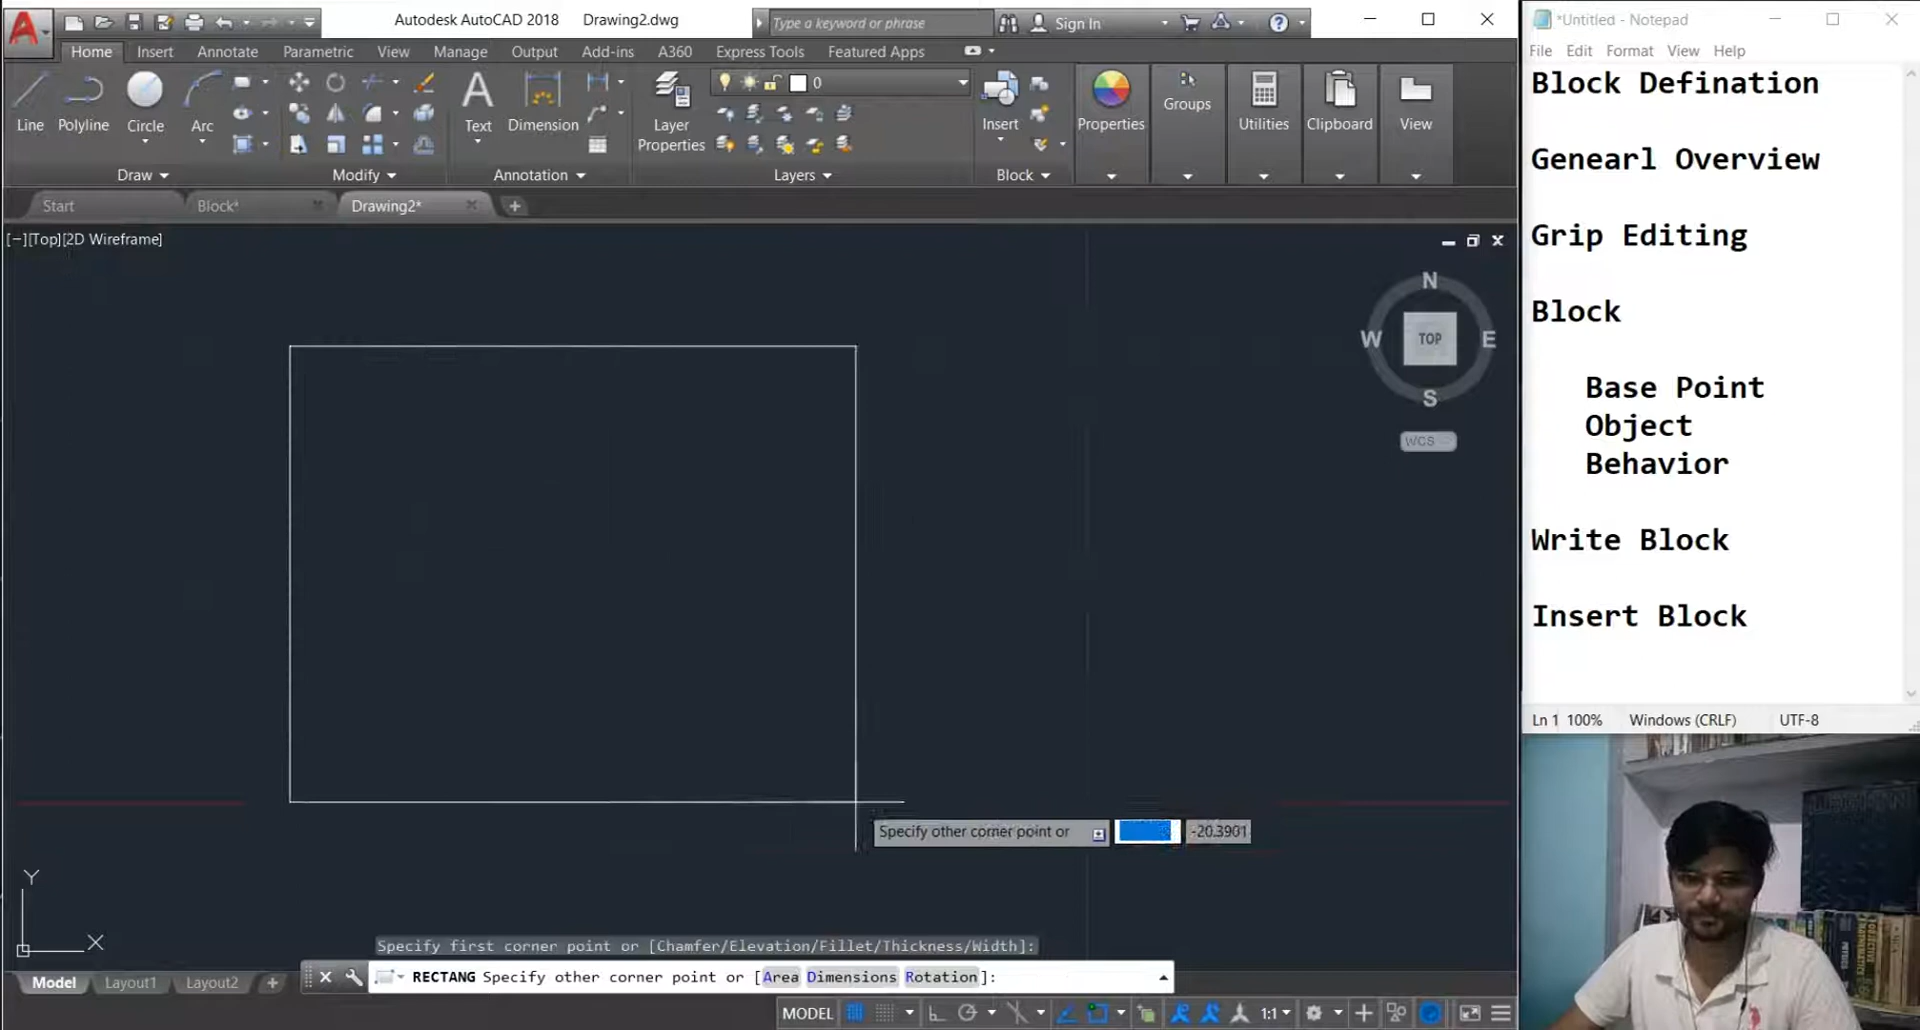 Autodesk AutoCAD 2018 Drawing2.dwg
Type a keyword or phrase
Sign In
Home Insert Annotate Parametric View Manage Output Add-ins A360 Express Tools Featured Apps
0
Line Polyline Circle Arc
Text Dimension
Layer
Properties
Insert
Properties
Groups
Utilities
Clipboard
View
Draw Modify Annotation Layers Block
Start Block* Drawing2*
[−][Top][2D Wireframe]
N
W TOP E
S
WCS
Specify other corner point or
-20.3901
Y
X
Specify first corner point or [Chamfer/Elevation/Fillet/Thickness/Width]:
RECTANG Specify other corner point or [Area Dimensions Rotation]:
Model Layout1 Layout2 +
MODEL 1:1
*Untitled - Notepad
File Edit Format View Help
Block Defination
Genearl Overview
Grip Editing
Block
Base Point
Object
Behavior
Write Block
Insert Block
Ln 1 100% Windows (CRLF) UTF-8